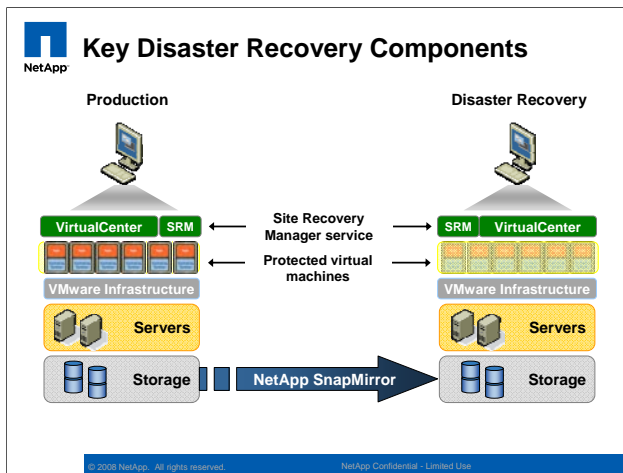 NetApp
Key Disaster Recovery Components
Production
Disaster Recovery
VirtualCenter
SRM
Site Recovery
Manager service
SRM
VirtualCenter
Protected virtual
machines
VMware Infrastructure
VMware Infrastructure
Servers
Servers
Storage
NetApp SnapMirror
Storage
© 2008 NetApp. All rights reserved.
NetApp Confidential - Limited Use